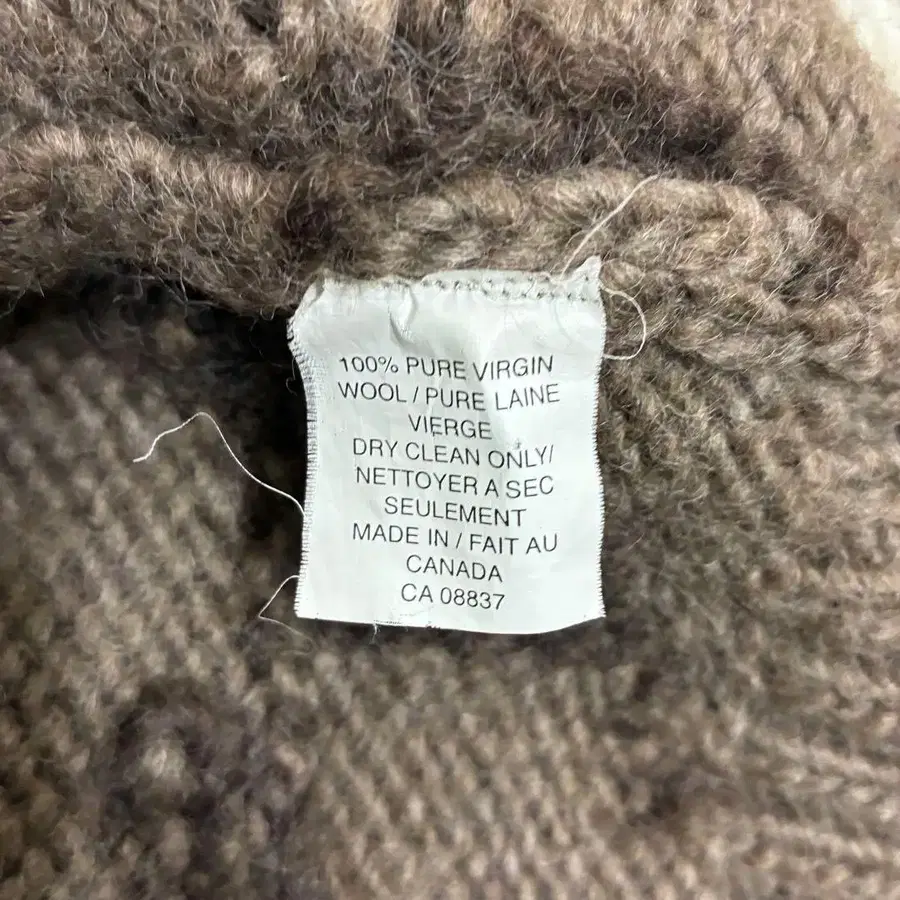 100% PURE VIRGIN
WOOL / PURE LAINE
VIERGE
DRY CLEAN ONLY/
NETTOYER A SEC
SEULEMENT
MADE IN / FAIT AU
CANADA
CA 08837